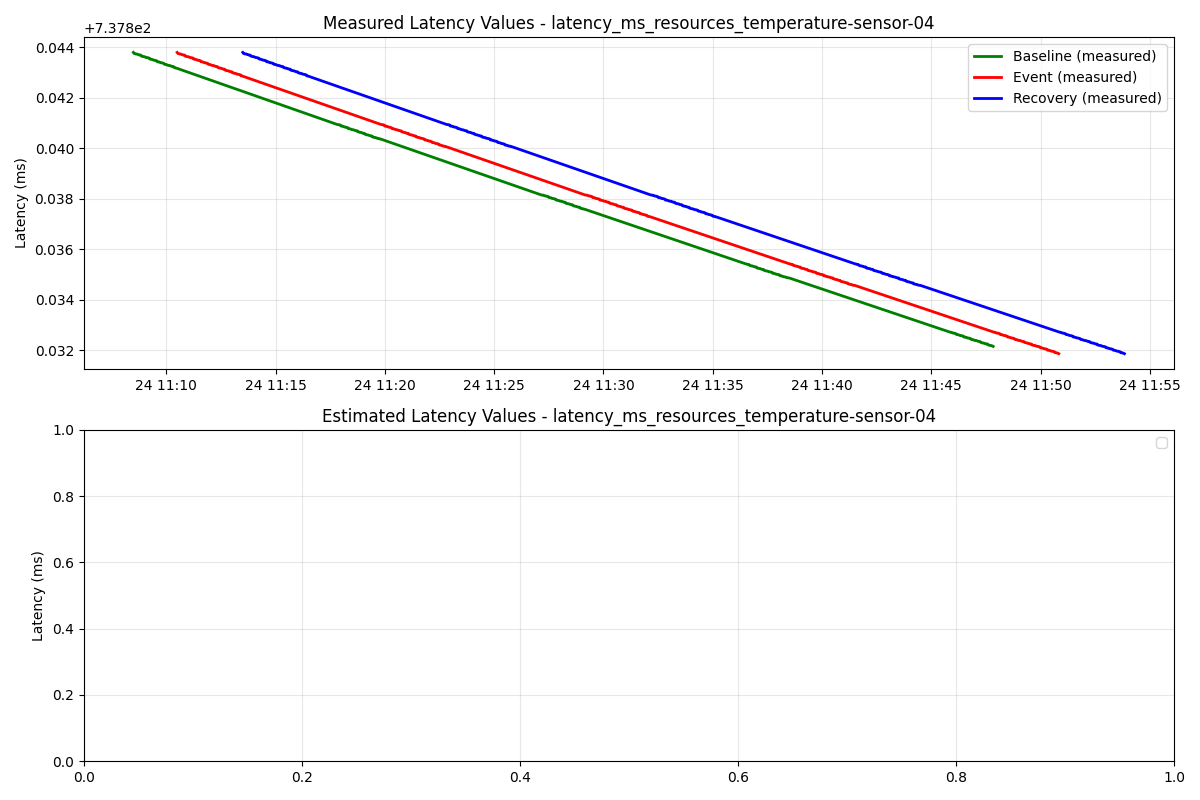 Measured Latency Values - latency_ms_resources_temperature-sensor-04
+7.378e2
Latency (ms)
0.044
0.042
0.040
0.038
0.036
0.034
0.032
Baseline (measured)
Event (measured)
Recovery (measured)
24 11:10 24 11:15 24 11:20 24 11:25 24 11:30 24 11:35 24 11:40 24 11:45 24 11:50 24 11:55
Estimated Latency Values - latency_ms_resources_temperature-sensor-04
Latency (ms)
1.0
0.8
0.6
0.4
0.2
0.0
0.0 0.2 0.4 0.6 0.8 1.0